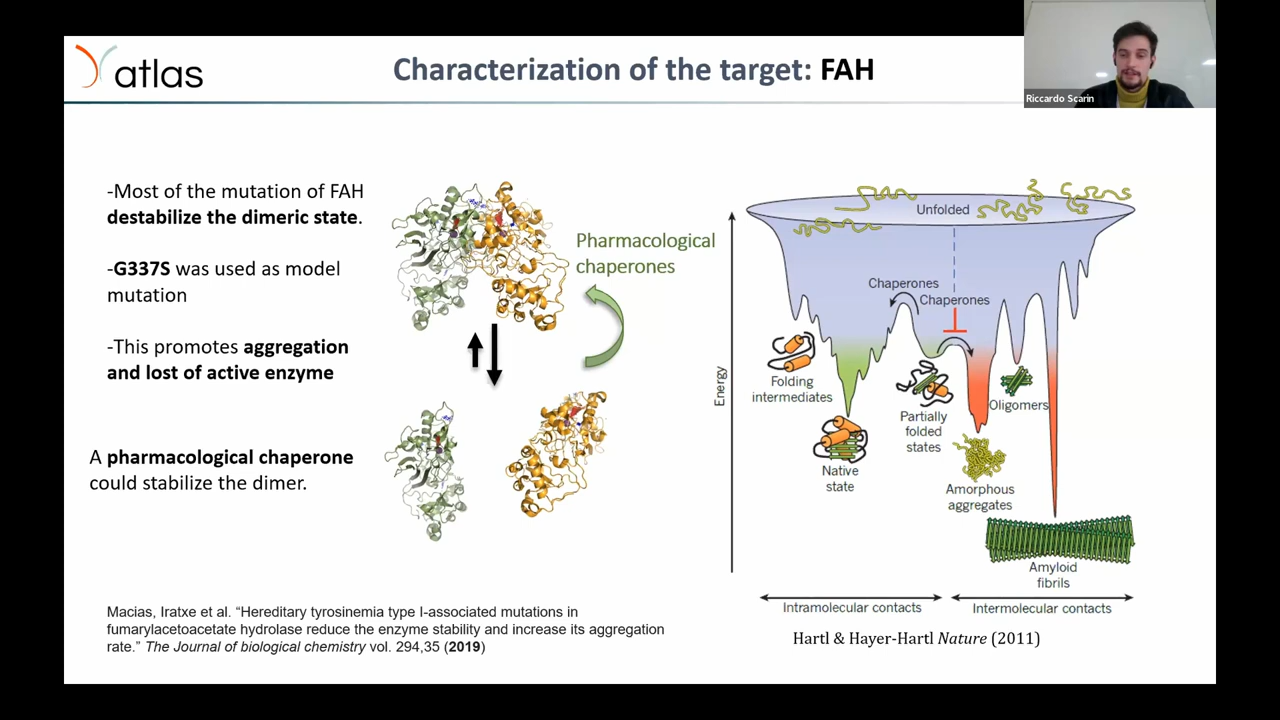 atlas
Characterization of the target: FAH
Riccardo Scarin
-Most of the mutation of FAH
destabilize the dimeric state.
-G337S was used as model
mutation
-This promotes aggregation
and lost of active enzyme
A pharmacological chaperone
could stabilize the dimer.
Pharmacological
chaperones
Energy
Unfolded
Chaperones
Chaperones
Folding
intermediates
Native
state
Partially
folded
states
Oligomers
Amorphous
aggregates
Amyloid
fibrils
Intramolecular contacts
Intermolecular contacts
Macias, Iratxe et al. “Hereditary tyrosinemia type I-associated mutations in
fumarylacetoacetate hydrolase reduce the enzyme stability and increase its aggregation
rate.” The Journal of biological chemistry vol. 294,35 (2019)
Hartl & Hayer-Hartl Nature (2011)